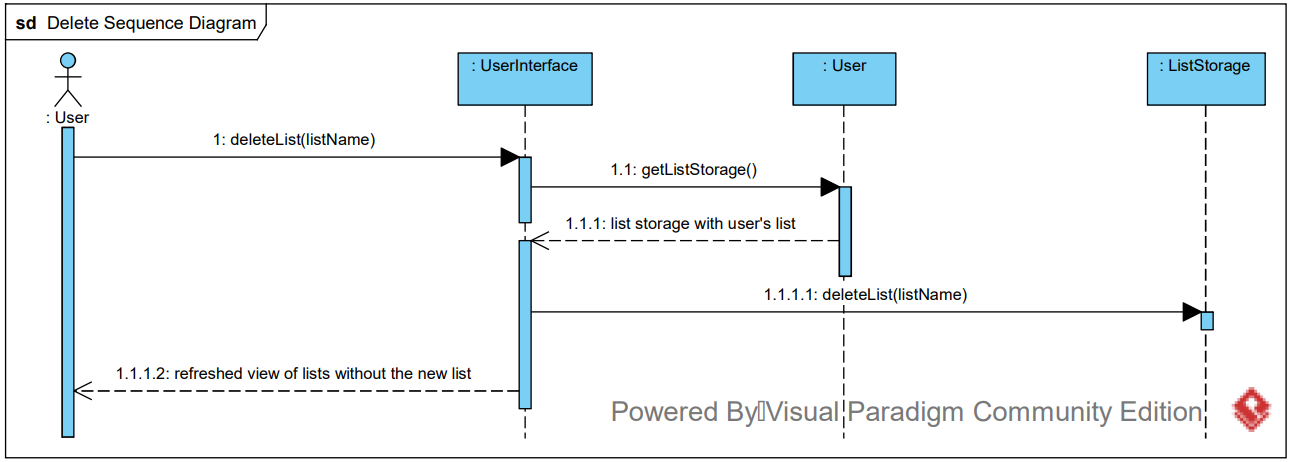 sd Delete Sequence Diagram
: UserInterface
: User
: ListStorage
: User
1: deleteList(listName)
1.1: getListStorage()
1.1.1: list storage with user's list
1.1.1.1: deleteList(listName)
1.1.1.2: refreshed view of lists without the new list
Powered By Visual Paradigm Community Edition